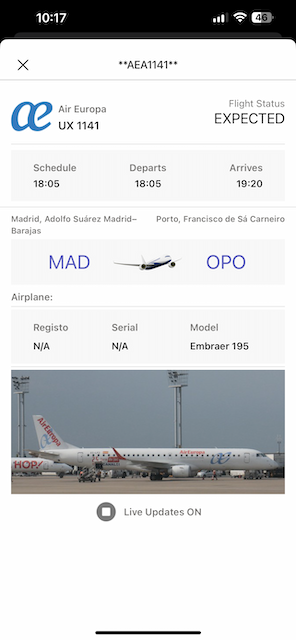 10:17
46
**AEA1141**
Air Europa
UX 1141
Flight Status
EXPECTED
Schedule
Departs
Arrives
18:05
18:05
19:20
Madrid, Adolfo Suárez Madrid–
Barajas
Porto, Francisco de Sá Carneiro
MAD
OPO
Airplane:
Registo
Serial
Model
N/A
N/A
Embraer 195
AirEuropa
AirEuropa
HOP!
Live Updates ON